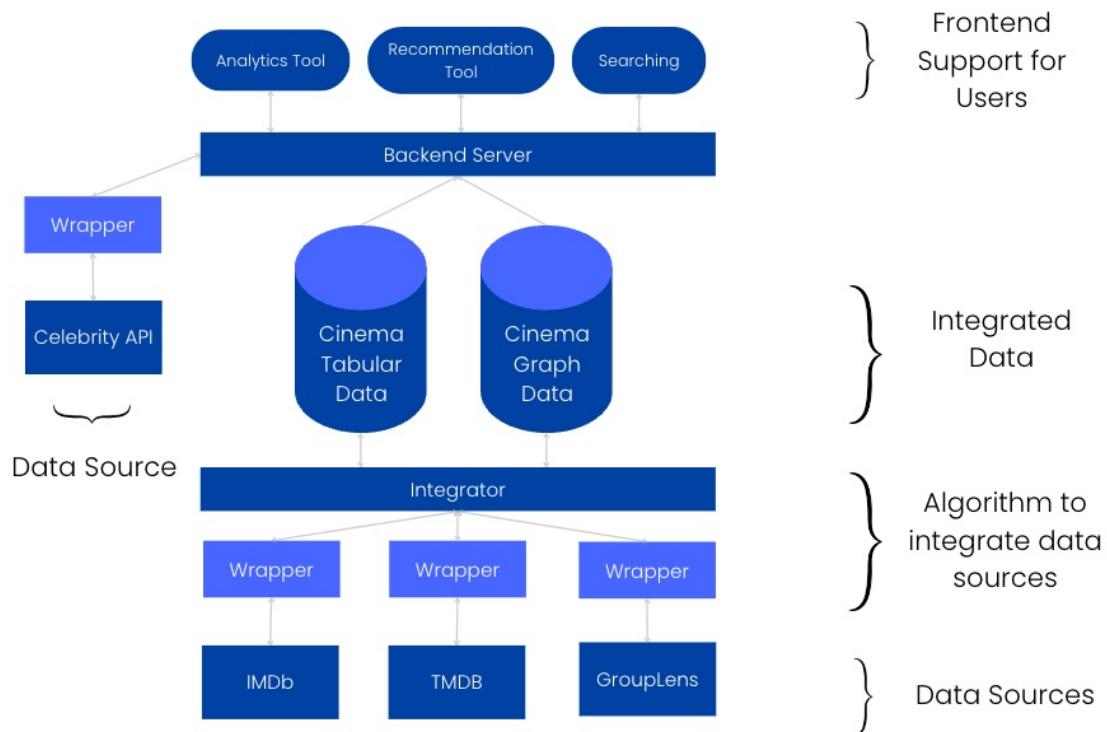 Analytics Tool
Recommendation
Tool
Searching
Frontend
Support for
Users
Backend Server
Wrapper
Celebrity API
Data Source
Cinema
Tabular
Data
Cinema
Graph
Data
Integrated
Data
Integrator
Wrapper
Wrapper
Wrapper
Algorithm to
integrate data
sources
IMDb
TMDB
GroupLens
Data Sources